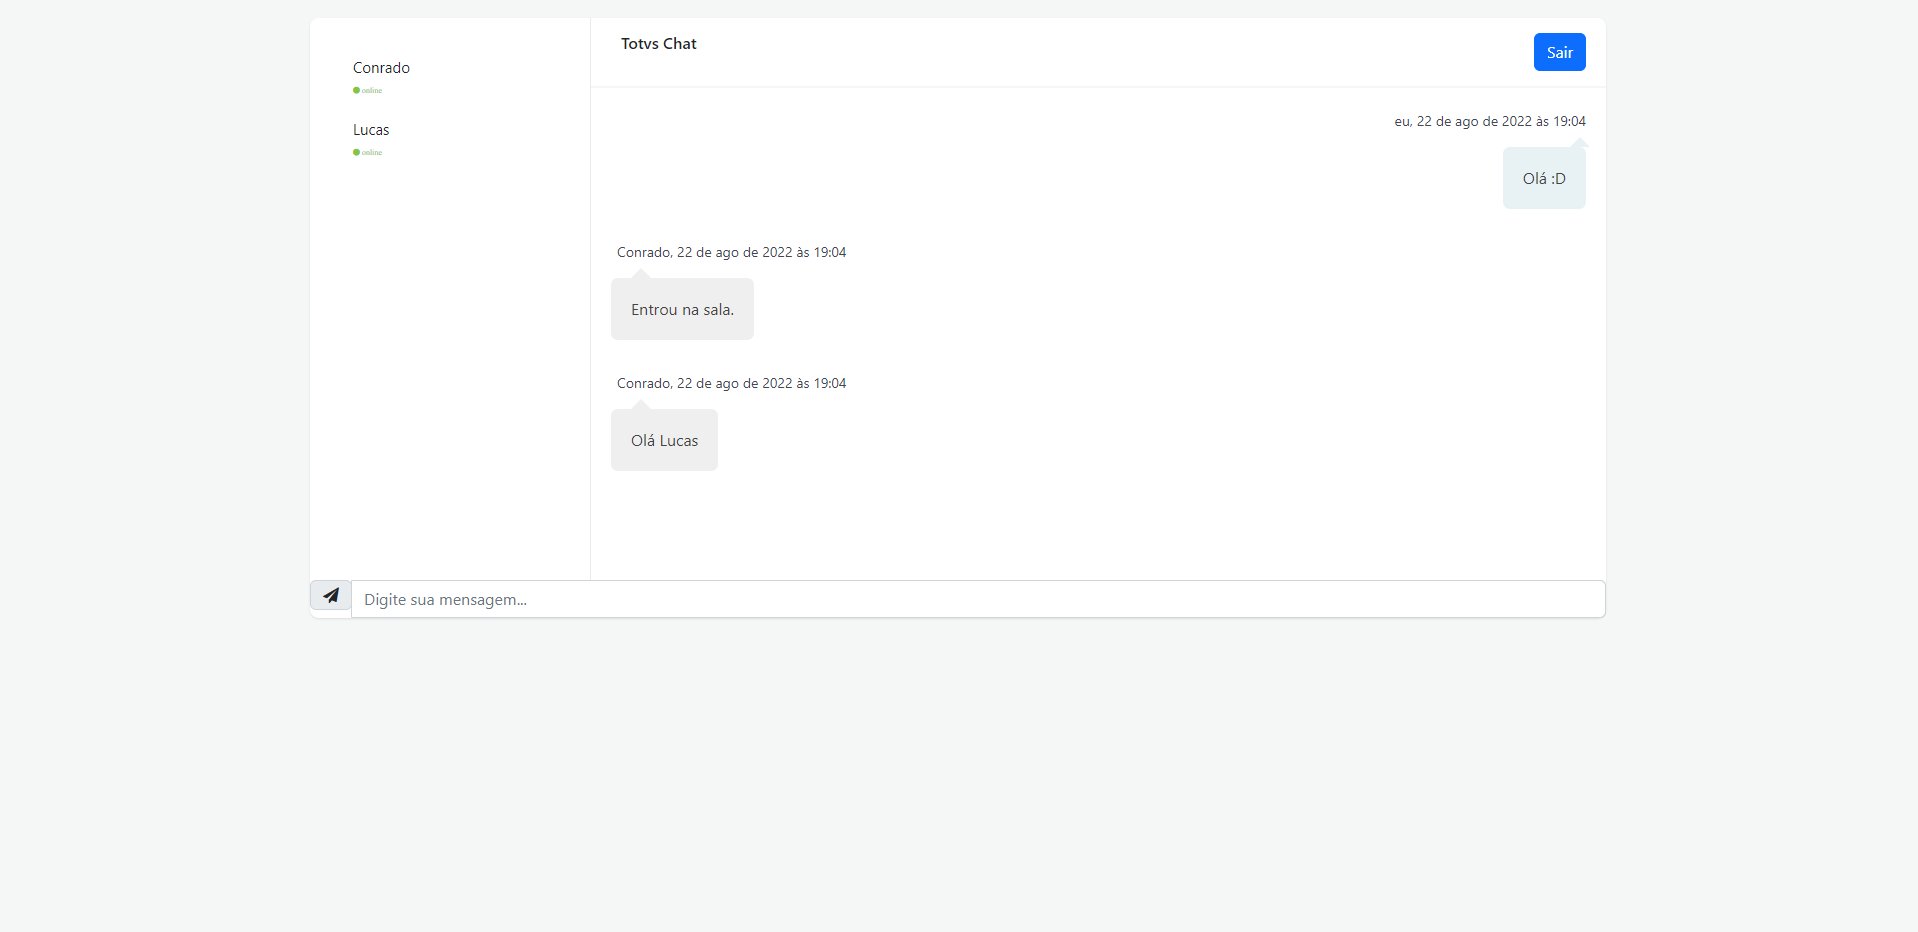 Conrado
online
Lucas
online
Totvs Chat
Sair
eu, 22 de ago de 2022 às 19:04
Olá :D
Conrado, 22 de ago de 2022 às 19:04
Entrou na sala.
Conrado, 22 de ago de 2022 às 19:04
Olá Lucas
Digite sua mensagem...